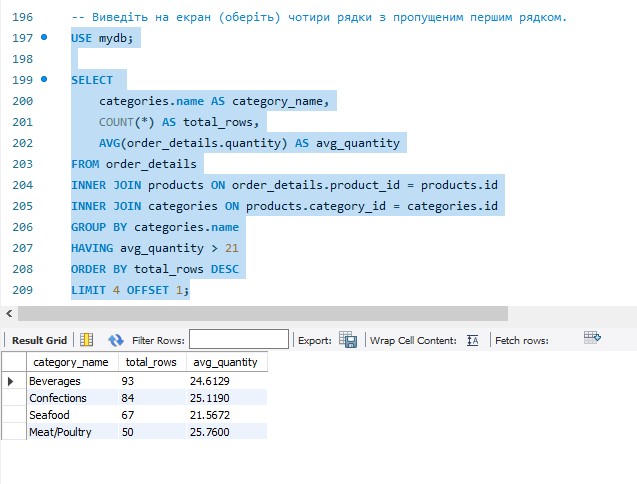 196 -- Виведіть на екран (оберіть) чотири рядки з пропущеним першим рядком.
197 USE mydb;
198
199 SELECT
200 categories.name AS category_name,
201 COUNT(*) AS total_rows,
202 AVG(order_details.quantity) AS avg_quantity
203 FROM order_details
204 INNER JOIN products ON order_details.product_id = products.id
205 INNER JOIN categories ON products.category_id = categories.id
206 GROUP BY categories.name
207 HAVING avg_quantity > 21
208 ORDER BY total_rows DESC
209 LIMIT 4 OFFSET 1;
Result Grid Filter Rows: Export: Wrap Cell Content: IA Fetch rows:
category_name total_rows avg_quantity
Beverages 93 24.6129
Confections 84 25.1190
Seafood 67 21.5672
Meat/Poultry 50 25.7600